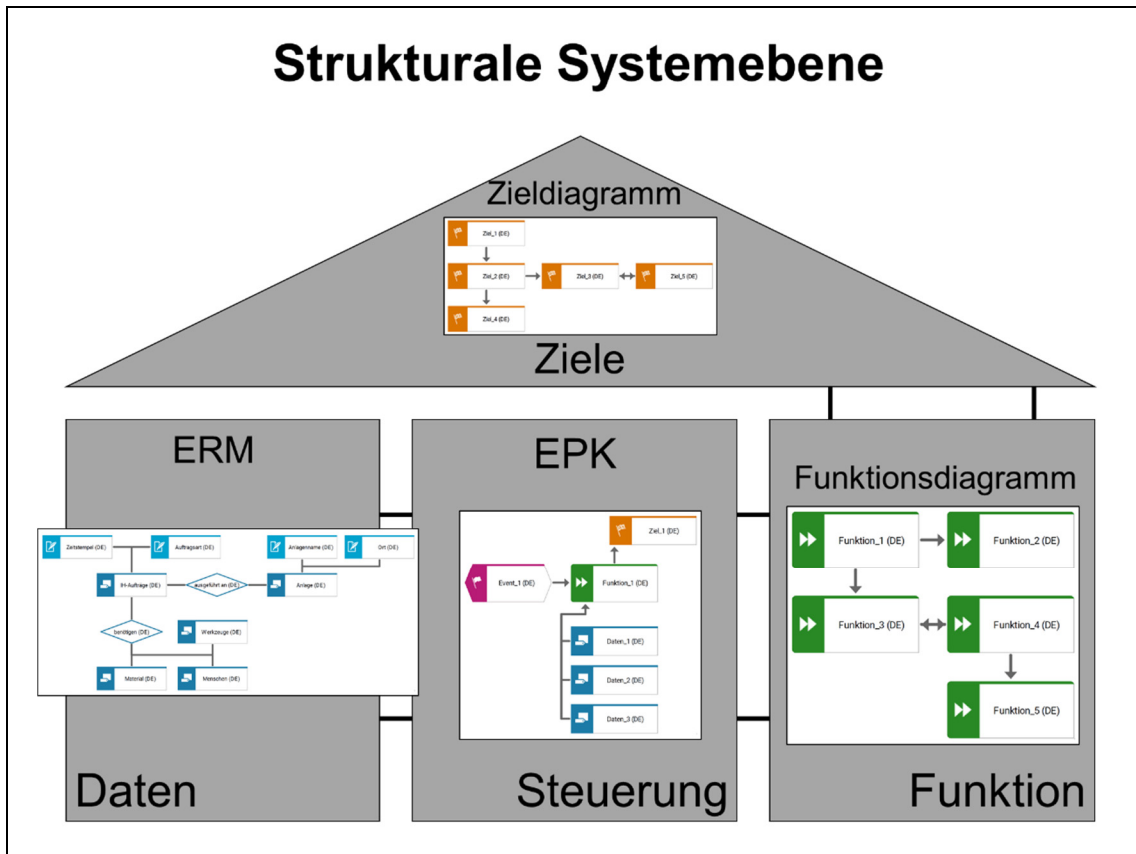 Strukturale Systemebene
Zieldiagramm
Ziel_1 (DE)
Ziel_2 (DE)
Ziel_3 (DE)
Ziel_5 (DE)
Ziel_4 (DE)
Ziele
ERM
Zeitstempel (DE)
Auftragsart (DE)
Anlagenname (DE)
Ort (DE)
IH-Aufträge (DE)
ausgeführt an (DE)
Anlage (DE)
benötigen (DE)
Werkzeuge (DE)
Material (DE)
Menschen (DE)
Daten
EPK
Ziel_1 (DE)
Event_1 (DE)
Funktion_1 (DE)
Daten_1 (DE)
Daten_2 (DE)
Daten_3 (DE)
Steuerung
Funktionsdiagramm
Funktion_1 (DE)
Funktion_2 (DE)
Funktion_3 (DE)
Funktion_4 (DE)
Funktion_5 (DE)
Funktion